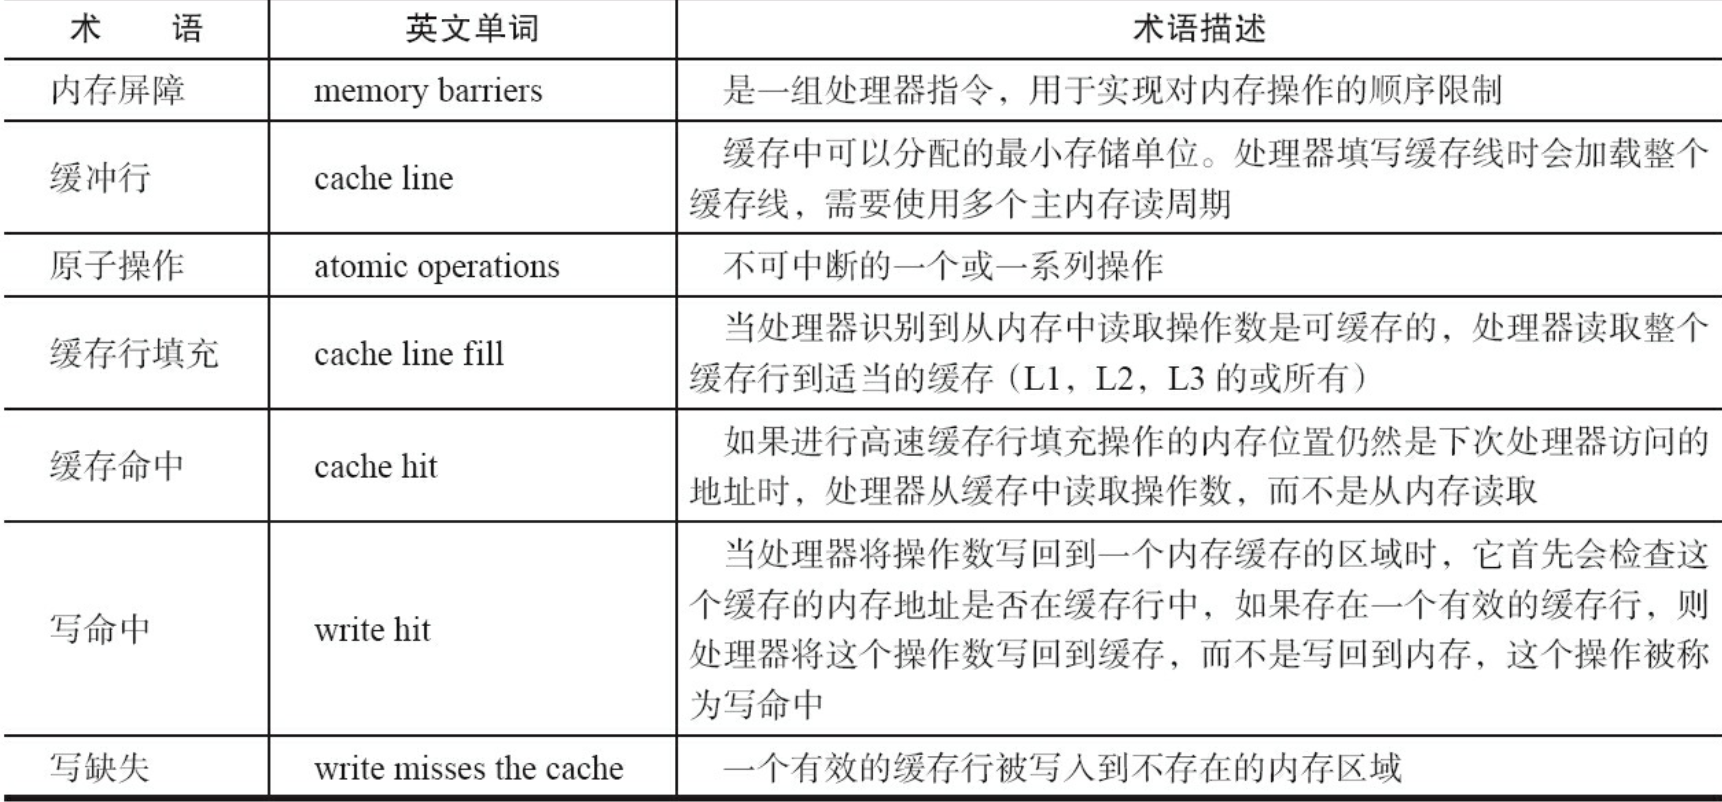 术 语 英文单词 术语描述
内存屏障 memory barriers 是一组处理器指令，用于实现对内存操作的顺序限制
缓冲行 cache line 缓存中可以分配的最小存储单位。处理器填写缓存线时会加载整个
缓存线，需要使用多个主内存读周期
原子操作 atomic operations 不可中断的一个或一系列操作
缓存行填充 cache line fill 当处理器识别到从内存中读取操作数是可缓存的，处理器读取整个
缓存行到适当的缓存（L1，L2，L3 的或所有）
缓存命中 cache hit 如果进行高速缓存行填充操作的内存位置仍然是下次处理器访问的
地址时，处理器从缓存中读取操作数，而不是从内存读取
写命中 write hit 当处理器将操作数写回到一个内存缓存的区域时，它首先会检查这
个缓存的内存地址是否在缓存行中，如果存在一个有效的缓存行，则
处理器将这个操作数写回到缓存，而不是写回到内存，这个操作被称
为写命中
写缺失 write misses the cache 一个有效的缓存行被写入到不存在的内存区域